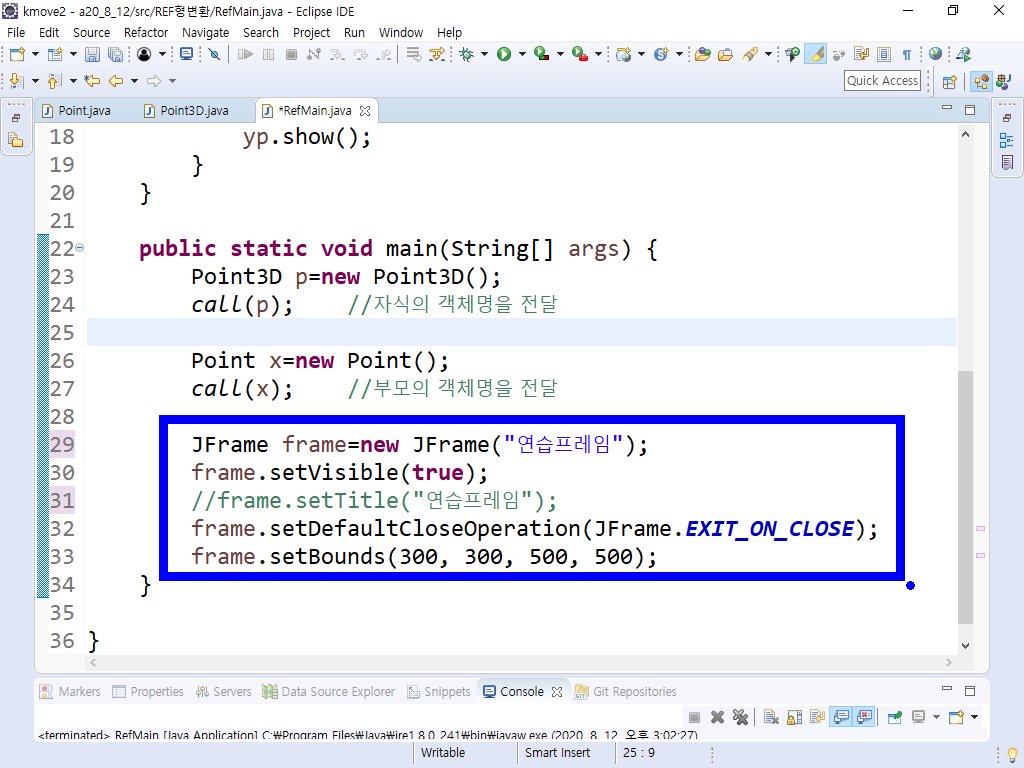 kmove2 - a20_8_12/src/REF형변환/RefMain.java - Eclipse IDE
File Edit Source Refactor Navigate Search Project Run Window Help
Quick Access
Point.java Point3D.java *RefMain.java
18 yp.show();
19 }
20 }
21
22 public static void main(String[] args) {
23 Point3D p=new Point3D();
24 call(p); //자식의 객체명을 전달
25
26 Point x=new Point();
27 call(x); //부모의 객체명을 전달
28
29 JFrame frame=new JFrame("연습프레임");
30 frame.setVisible(true);
31 //frame.setTitle("연습프레임");
32 frame.setDefaultCloseOperation(JFrame.EXIT_ON_CLOSE);
33 frame.setBounds(300, 300, 500, 500);
34 }
35
36 }
Markers Properties Servers Data Source Explorer Snippets Console Git Repositories
<terminated> RefMain [Java Application] C:₩Program Files₩Java₩jre1.8.0_241₩bin₩javaw.exe (2020. 8. 12. 오후 3:02:27)
Writable Smart Insert 25 : 9